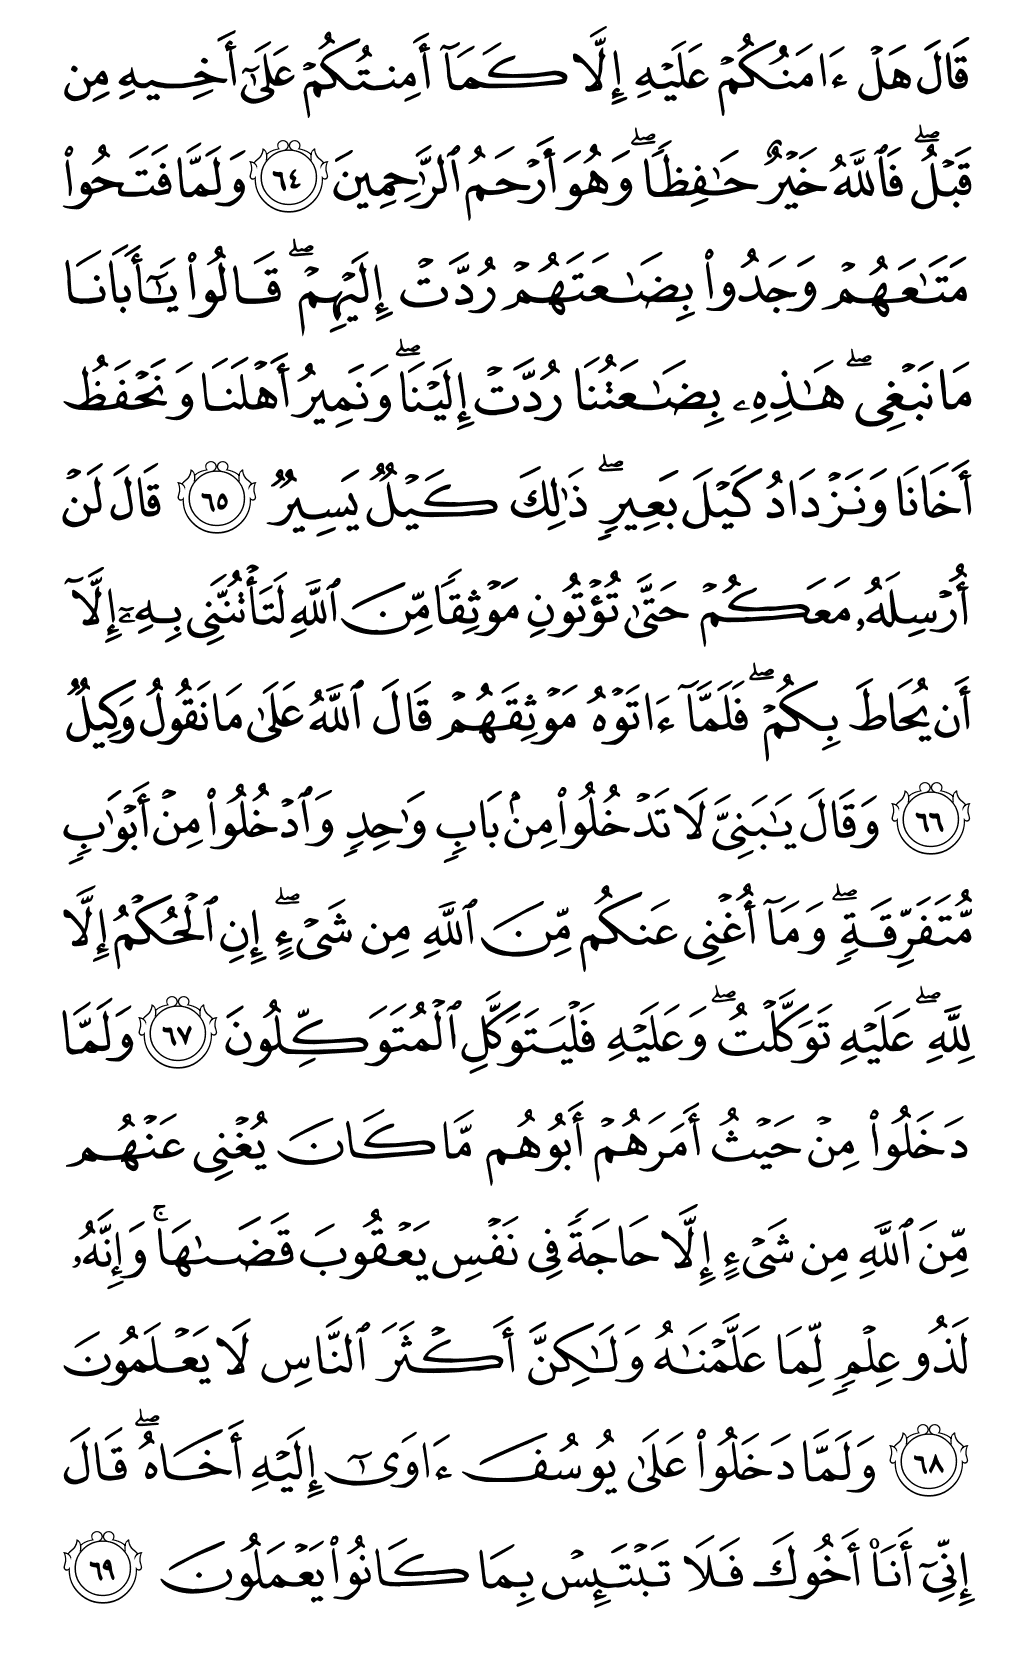 قَالَ هَلْ ءَامَنُكُمْ عَلَيْهِ إِلَّا كَمَآ أَمِنتُكُمْ عَلَىٰٓ أَخِيهِ مِن
قَبْلُ ۖ فَٱللَّهُ خَيْرٌ حَـٰفِظًا ۖ وَهُوَ أَرْحَمُ ٱلرَّٰحِمِينَ ٦٤ وَلَمَّا فَتَحُوا۟
مَتَـٰعَهُمْ وَجَدُوا۟ بِضَـٰعَتَهُمْ رُدَّتْ إِلَيْهِمْ ۖ قَالُوا۟ يَـٰٓأَبَانَا
مَا نَبْغِى ۖ هَـٰذِهِۦ بِضَـٰعَتُنَا رُدَّتْ إِلَيْنَا ۖ وَنَمِيرُ أَهْلَنَا وَنَحْفَظُ
أَخَانَا وَنَزْدَادُ كَيْلَ بَعِيرٍ ۖ ذَٰلِكَ كَيْلٌ يَسِيرٌ ٦٥ قَالَ لَنْ
أُرْسِلَهُۥ مَعَكُمْ حَتَّىٰ تُؤْتُونِ مَوْثِقًا مِّنَ ٱللَّهِ لَتَأْتُنَّنِى بِهِۦٓ إِلَّآ
أَن يُحَاطَ بِكُمْ ۖ فَلَمَّآ ءَاتَوْهُ مَوْثِقَهُمْ قَالَ ٱللَّهُ عَلَىٰ مَا نَقُولُ وَكِيلٌ
٦٦ وَقَالَ يَـٰبَنِىَّ لَا تَدْخُلُوا۟ مِنۢ بَابٍ وَٰحِدٍ وَٱدْخُلُوا۟ مِنْ أَبْوَٰبٍ
مُّتَفَرِّقَةٍ ۖ وَمَآ أُغْنِى عَنكُم مِّنَ ٱللَّهِ مِن شَىْءٍ ۖ إِنِ ٱلْحُكْمُ إِلَّا
لِلَّهِ ۖ عَلَيْهِ تَوَكَّلْتُ ۖ وَعَلَيْهِ فَلْيَتَوَكَّلِ ٱلْمُتَوَكِّلُونَ ٦٧ وَلَمَّا
دَخَلُوا۟ مِنْ حَيْثُ أَمَرَهُمْ أَبُوهُم مَّا كَانَ يُغْنِى عَنْهُم
مِّنَ ٱللَّهِ مِن شَىْءٍ إِلَّا حَاجَةً فِى نَفْسِ يَعْقُوبَ قَضَىٰهَا ۚ وَإِنَّهُۥ
لَذُو عِلْمٍ لِّمَا عَلَّمْنَـٰهُ وَلَـٰكِنَّ أَكْثَرَ ٱلنَّاسِ لَا يَعْلَمُونَ
٦٨ وَلَمَّا دَخَلُوا۟ عَلَىٰ يُوسُفَ ءَاوَىٰٓ إِلَيْهِ أَخَاهُ ۖ قَالَ
إِنِّىٓ أَنَا۠ أَخُوكَ فَلَا تَبْتَئِسْ بِمَا كَانُوا۟ يَعْمَلُونَ ٦٩